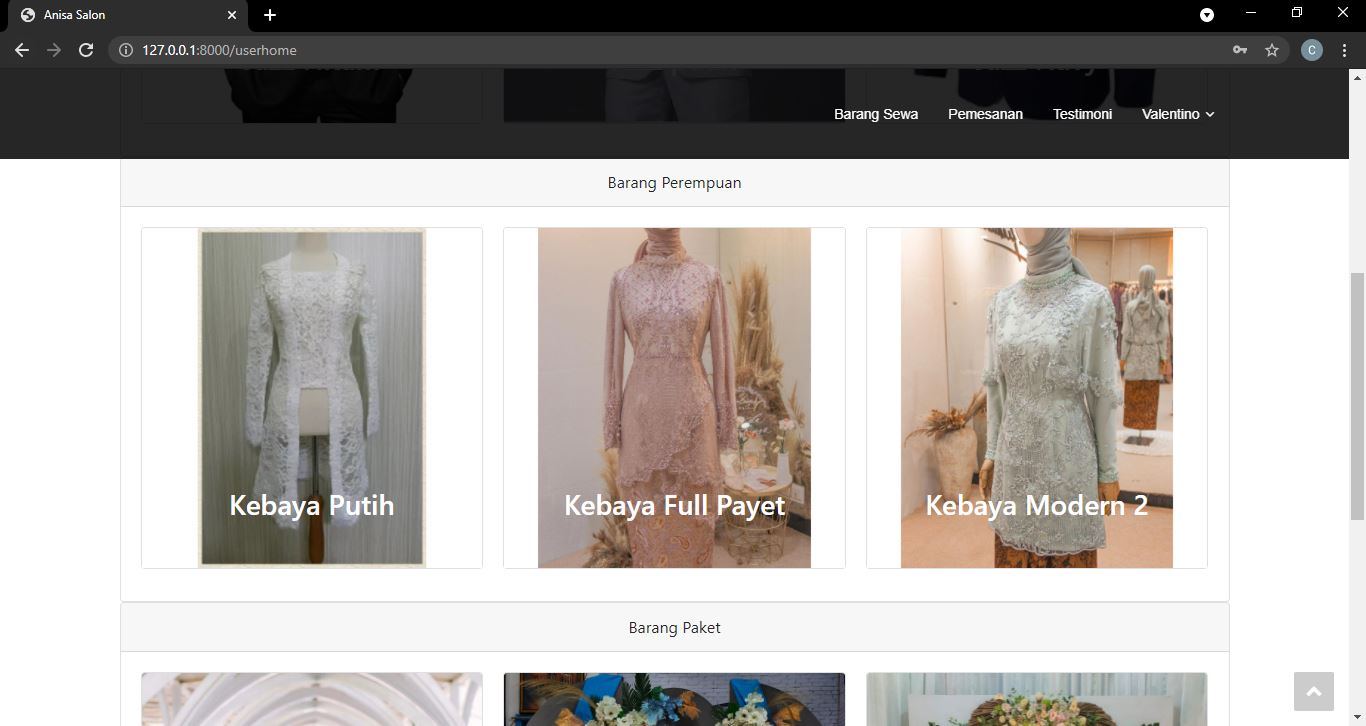 Anisa Salon
127.0.0.1:8000/userhome
C
Barang Sewa Pemesanan Testimoni Valentino
Barang Perempuan
Kebaya Putih
Kebaya Full Payet
Kebaya Modern 2
Barang Paket